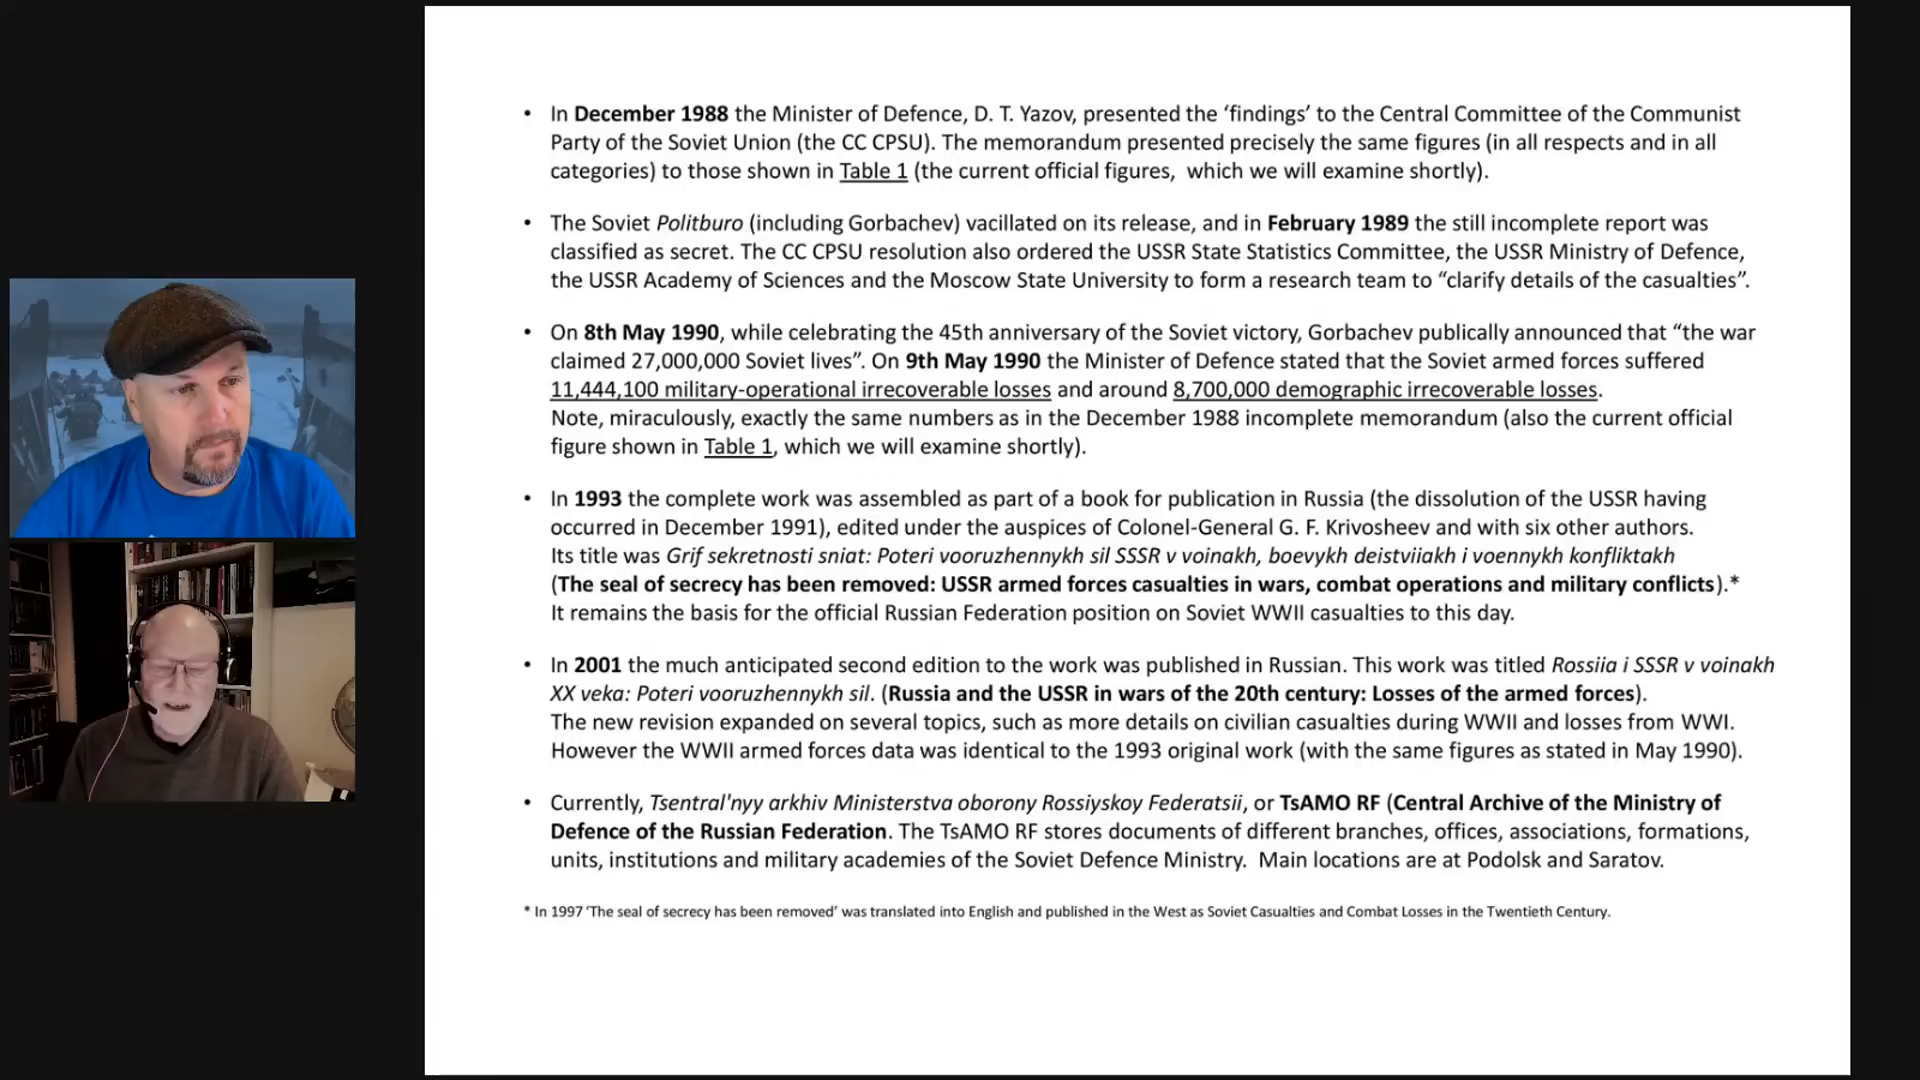 • In December 1988 the Minister of Defence, D. T. Yazov, presented the ‘findings’ to the Central Committee of the Communist
Party of the Soviet Union (the CC CPSU). The memorandum presented precisely the same figures (in all respects and in all
categories) to those shown in Table 1 (the current official figures, which we will examine shortly).
• The Soviet Politburo (including Gorbachev) vacillated on its release, and in February 1989 the still incomplete report was
classified as secret. The CC CPSU resolution also ordered the USSR State Statistics Committee, the USSR Ministry of Defence,
the USSR Academy of Sciences and the Moscow State University to form a research team to “clarify details of the casualties”.
• On 8th May 1990, while celebrating the 45th anniversary of the Soviet victory, Gorbachev publically announced that “the war
claimed 27,000,000 Soviet lives”. On 9th May 1990 the Minister of Defence stated that the Soviet armed forces suffered
11,444,100 military-operational irrecoverable losses and around 8,700,000 demographic irrecoverable losses.
Note, miraculously, exactly the same numbers as in the December 1988 incomplete memorandum (also the current official
figure shown in Table 1, which we will examine shortly).
• In 1993 the complete work was assembled as part of a book for publication in Russia (the dissolution of the USSR having
occurred in December 1991), edited under the auspices of Colonel-General G. F. Krivosheev and with six other authors.
Its title was Grif sekretnosti sniat: Poteri vooruzhennykh sil SSSR v voinakh, boevykh deistviiakh i voennykh konfliktakh
(The seal of secrecy has been removed: USSR armed forces casualties in wars, combat operations and military conflicts).*
It remains the basis for the official Russian Federation position on Soviet WWII casualties to this day.
• In 2001 the much anticipated second edition to the work was published in Russian. This work was titled Rossiia i SSSR v voinakh
XX veka: Poteri vooruzhennykh sil. (Russia and the USSR in wars of the 20th century: Losses of the armed forces).
The new revision expanded on several topics, such as more details on civilian casualties during WWII and losses from WWI.
However the WWII armed forces data was identical to the 1993 original work (with the same figures as stated in May 1990).
• Currently, Tsentral'nyy arkhiv Ministerstva oborony Rossiyskoy Federatsii, or TsAMO RF (Central Archive of the Ministry of
Defence of the Russian Federation. The TsAMO RF stores documents of different branches, offices, associations, formations,
units, institutions and military academies of the Soviet Defence Ministry. Main locations are at Podolsk and Saratov.
* In 1997 ‘The seal of secrecy has been removed’ was translated into English and published in the West as Soviet Casualties and Combat Losses in the Twentieth Century.